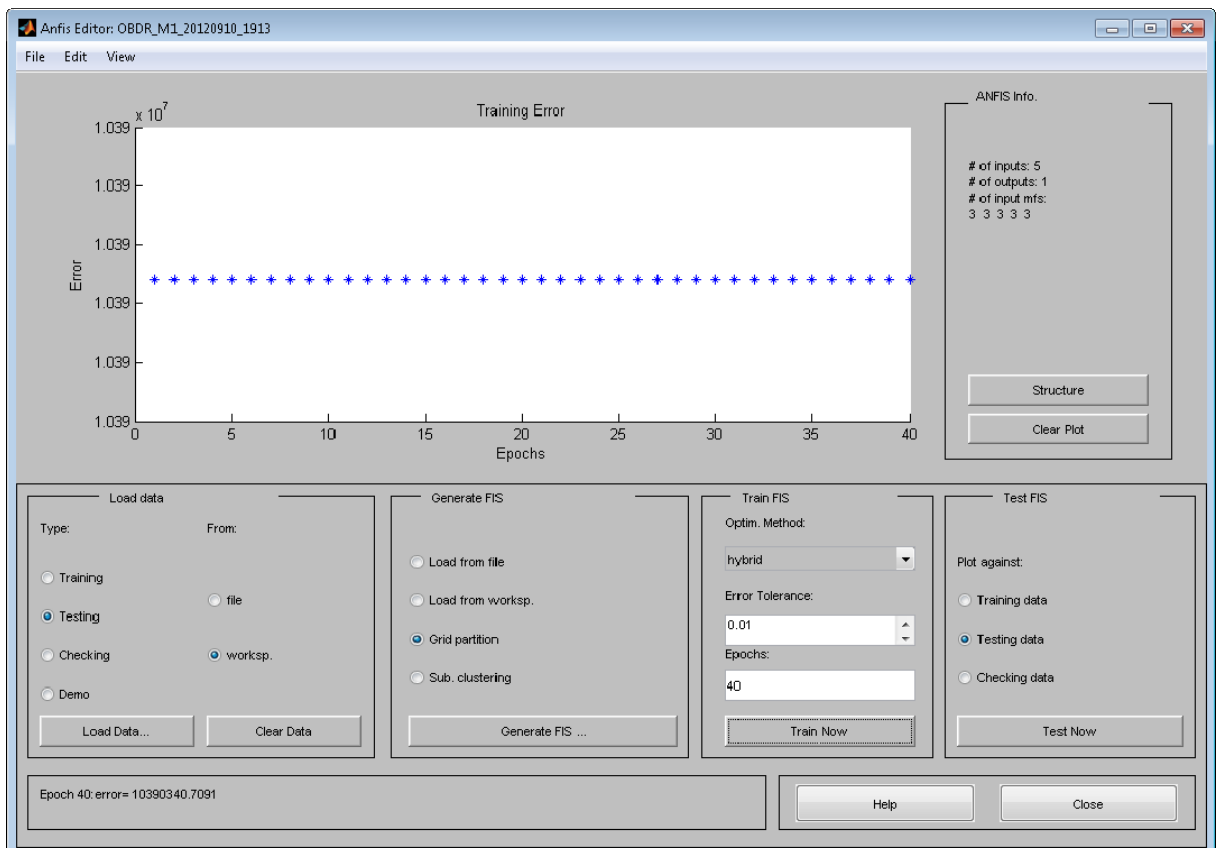 Anfis Editor: OBDR_M1_20120910_1913
File Edit View
x 10^7
Training Error
1.039
1.039
1.039
1.039
1.039
1.039
Error
0 5 10 15 20 25 30 35 40
Epochs
ANFIS Info.
# of inputs: 5
# of outputs: 1
# of input mfs:
3 3 3 3 3
Structure
Clear Plot
Load data
Type:
From:
Training
Testing
Checking
Demo
file
worksp.
Load Data...
Clear Data
Generate FIS
Load from file
Load from worksp.
Grid partition
Sub. clustering
Generate FIS ...
Train FIS
Optim. Method:
hybrid
Error Tolerance:
0.01
Epochs:
40
Train Now
Test FIS
Plot against:
Training data
Testing data
Checking data
Test Now
Epoch 40:error= 10390340.7091
Help
Close